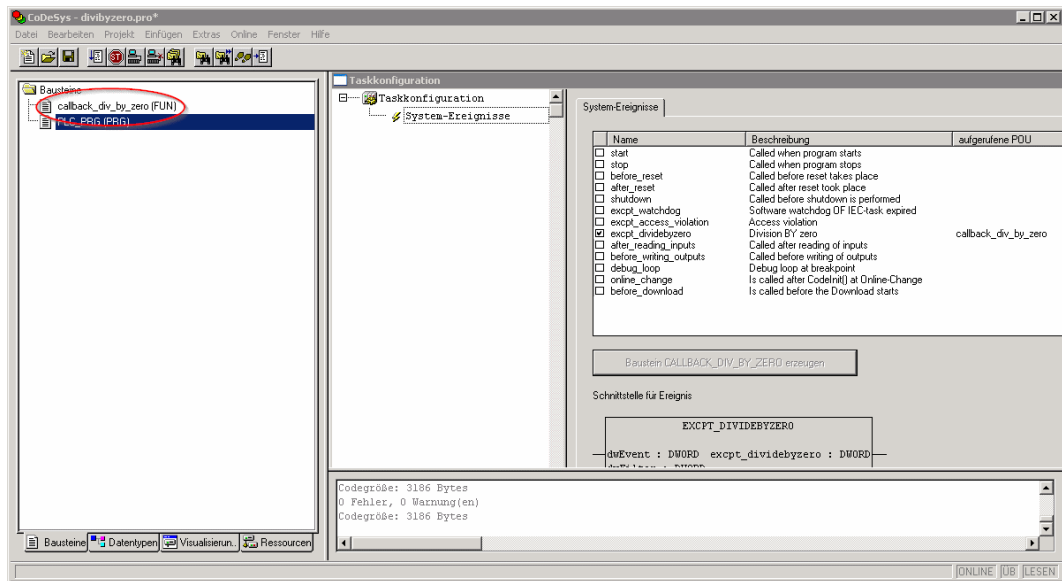 CoDeSys - divibyzero.pro*
Datei Bearbeiten Projekt Einfügen Extras Online Fenster Hilfe
Bausteine
callback_div_by_zero (FUN)
PLC_PRG (PRG)
Bausteine Datentypen Visualisierun.. Ressourcen
Taskkonfiguration
Taskkonfiguration
System-Ereignisse
System-Ereignisse
Name Beschreibung aufgerufene POU
start Called when program starts
stop Called when program stops
before_reset Called before reset takes place
after_reset Called after reset took place
shutdown Called before shutdown is performed
excpt_watchdog Software watchdog OF IEC-task expired
excpt_access_violation Access violation
excpt_dividebyzero Division BY zero callback_div_by_zero
after_reading_inputs Called after reading of inputs
before_writing_outputs Called before writing of outputs
debug_loop Debug loop at breakpoint
online_change Is called after CodeInit() at Online-Change
before_download Is called before the Download starts
Baustein CALLBACK_DIV_BY_ZERO erzeugen
Schnittstelle für Ereignis
EXCPT_DIVIDEBYZERO
dwEvent : DWORD excpt_dividebyzero : DWORD
Codegröße: 3186 Bytes
0 Fehler, 0 Warnung(en)
Codegröße: 3186 Bytes
ONLINE ÜB LESEN